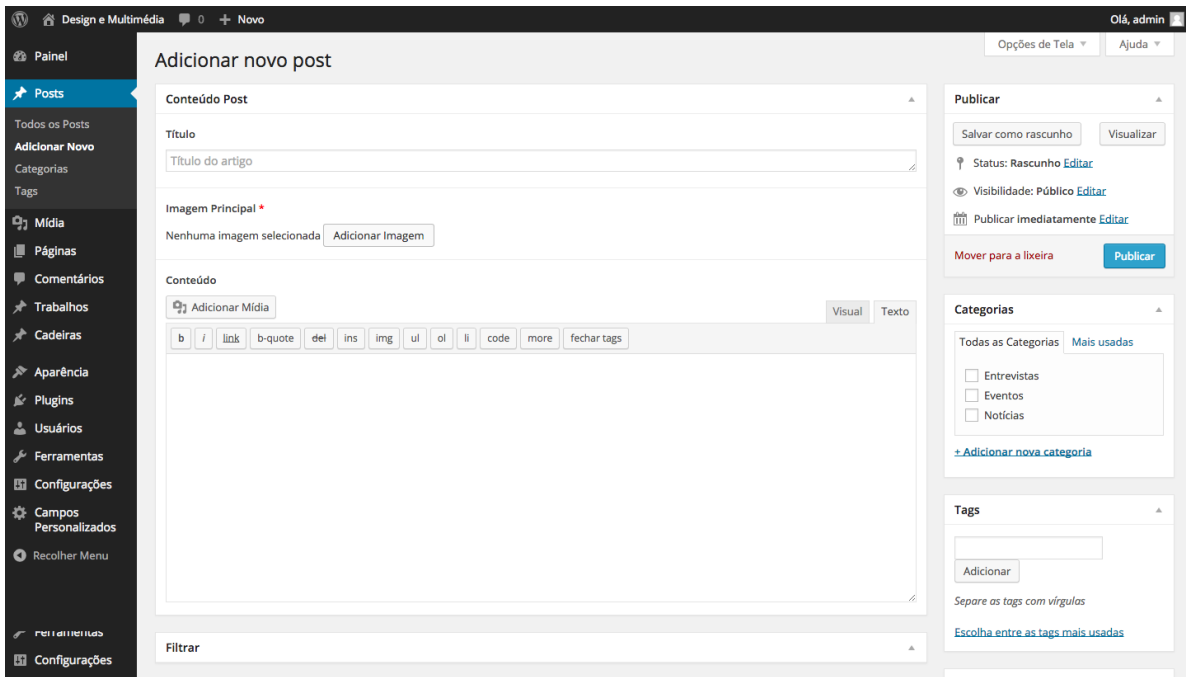 Design e Multimédia 0 + Novo Olá, admin
Opções de Tela Ajuda
Painel
Posts
Todos os Posts
Adicionar Novo
Categorias
Tags
Mídia
Páginas
Comentários
Trabalhos
Cadeiras
Aparência
Plugins
Usuários
Ferramentas
Configurações
Campos
Personalizados
Recolher Menu
Ferramentas
Configurações
Adicionar novo post
Conteúdo Post
Título
Título do artigo
Imagem Principal *
Nenhuma imagem selecionada Adicionar Imagem
Conteúdo
Adicionar Mídia Visual Texto
b i link b-quote del ins img ul ol li code more fechar tags
Filtrar
Publicar
Salvar como rascunho Visualizar
Status: Rascunho Editar
Visibilidade: Público Editar
Publicar imediatamente Editar
Mover para a lixeira Publicar
Categorias
Todas as Categorias Mais usadas
Entrevistas
Eventos
Notícias
+ Adicionar nova categoria
Tags
Adicionar
Separe as tags com vírgulas
Escolha entre as tags mais usadas